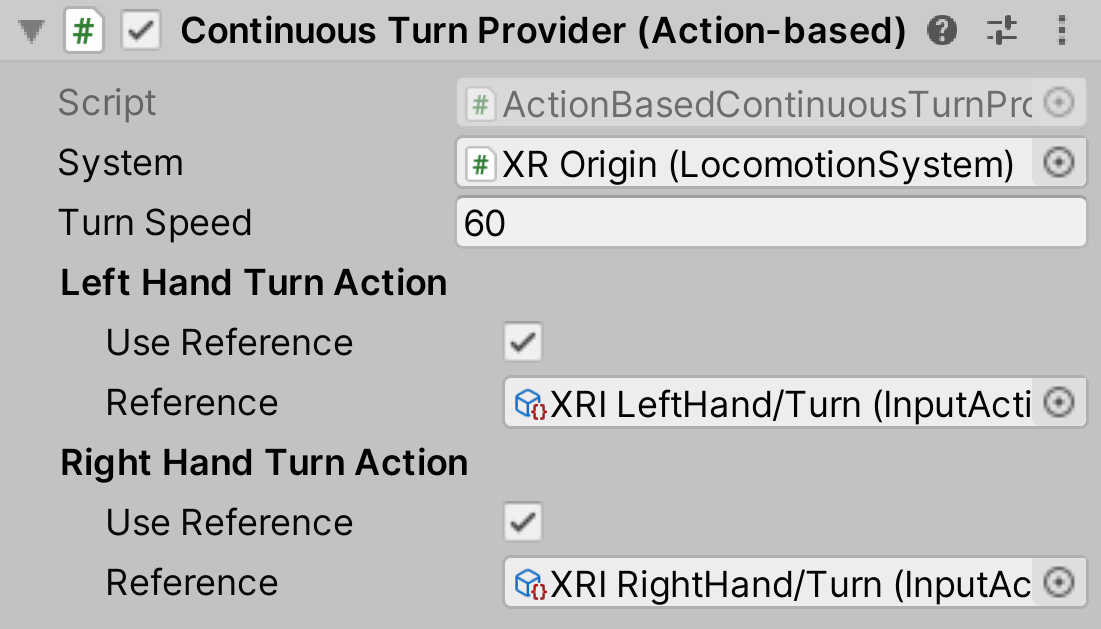 Continuous Turn Provider (Action-based)
Script
# ActionBasedContinuousTurnPro
System
# XR Origin (LocomotionSystem)
Turn Speed
60
Left Hand Turn Action
Use Reference
Reference
XRI LeftHand/Turn (InputActi
Right Hand Turn Action
Use Reference
Reference
XRI RightHand/Turn (InputAc